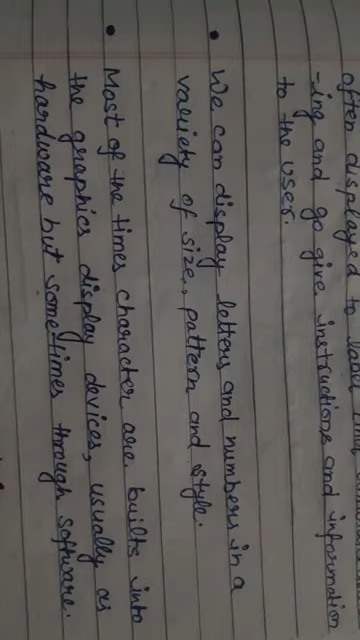 often displayed to label and
-ing and go give instructions and information
to the user.
• We can display letters and numbers in a
variety of size, pattern and style.
• Most of the times character are builts into
the graphics display devices, usually as
hardware but sometimes through software.